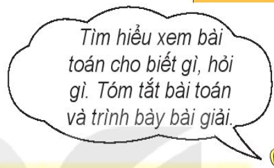 Tìm hiểu xem bài
toán cho biết gì, hỏi
gì. Tóm tắt bài toán
và trình bày bài giải.